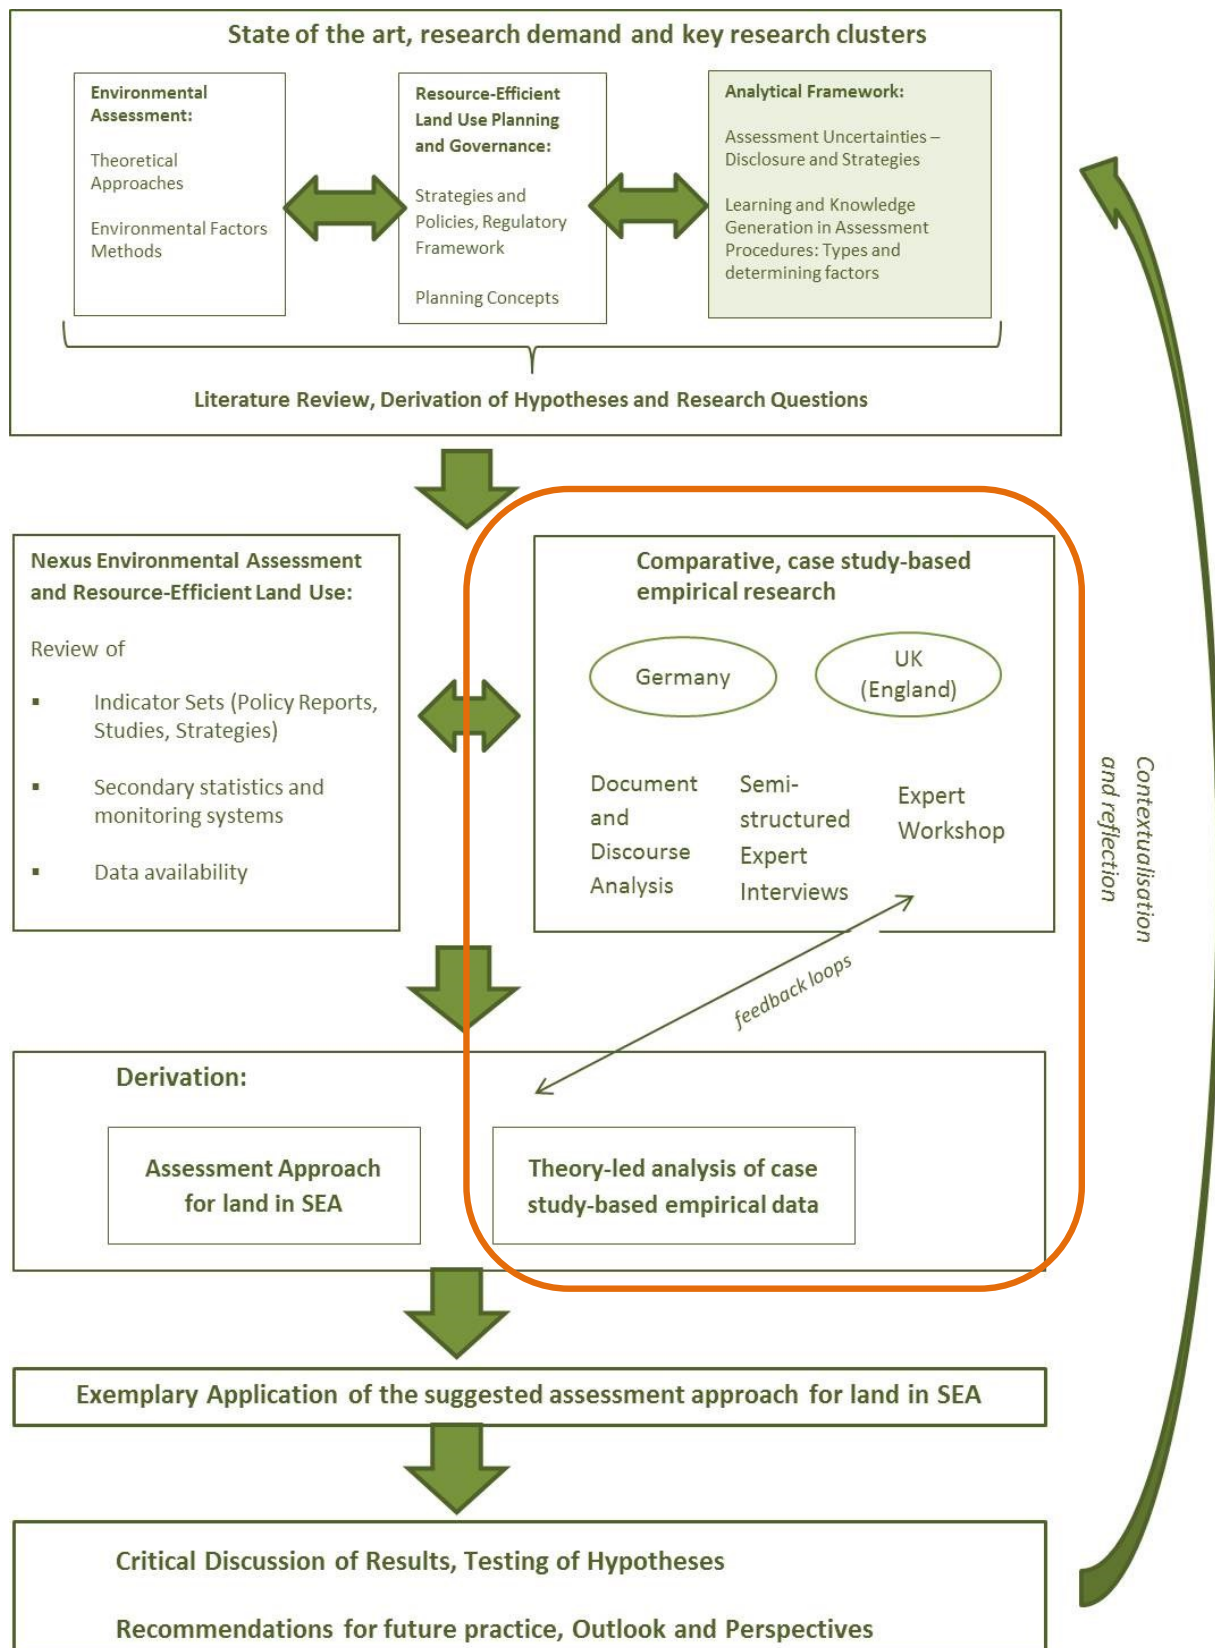 State of the art, research demand and key research clusters
Environmental
Assessment:
Theoretical
Approaches
Environmental Factors
Methods
Resource-Efficient
Land Use Planning
and Governance:
Strategies and
Policies, Regulatory
Framework
Planning Concepts
Analytical Framework:
Assessment Uncertainties –
Disclosure and Strategies
Learning and Knowledge
Generation in Assessment
Procedures: Types and
determining factors
Literature Review, Derivation of Hypotheses and Research Questions
Nexus Environmental Assessment
and Resource-Efficient Land Use:
Review of
▪ Indicator Sets (Policy Reports,
Studies, Strategies)
▪ Secondary statistics and
monitoring systems
▪ Data availability
Comparative, case study-based
empirical research
Germany
UK
(England)
Document
and
Discourse
Analysis
Semi-
structured
Expert
Interviews
Expert
Workshop
feedback loops
Contextualisation
and reflection
Derivation:
Assessment Approach
for land in SEA
Theory-led analysis of case
study-based empirical data
Exemplary Application of the suggested assessment approach for land in SEA
Critical Discussion of Results, Testing of Hypotheses
Recommendations for future practice, Outlook and Perspectives